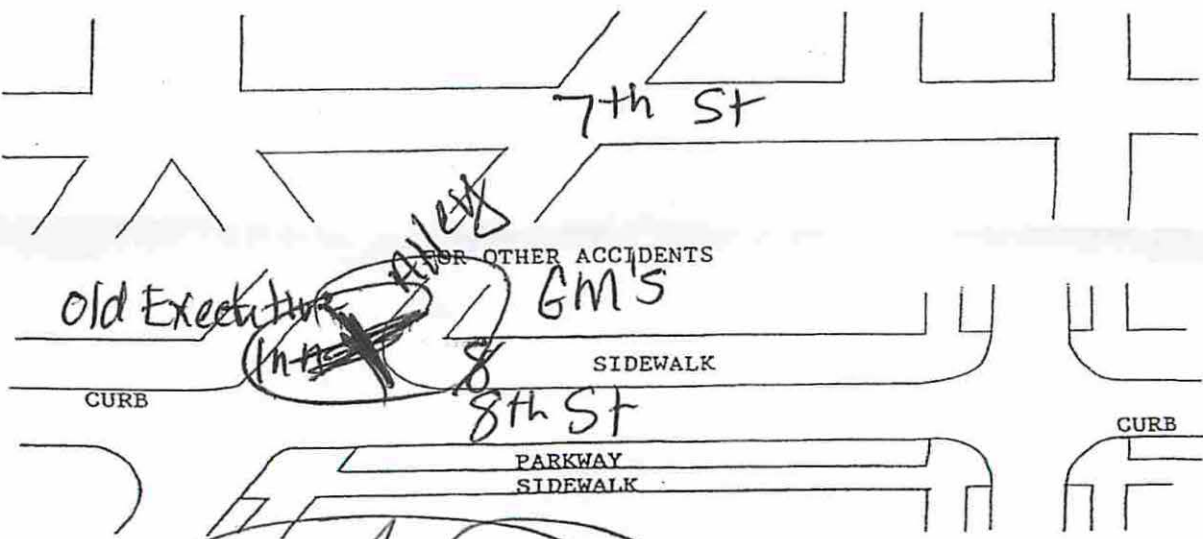 7th St
Alley
FOR OTHER ACCIDENTS
Old Executive
GM's
Inn
SIDEWALK
8
CURB
8th St
CURB
PARKWAY
SIDEWALK